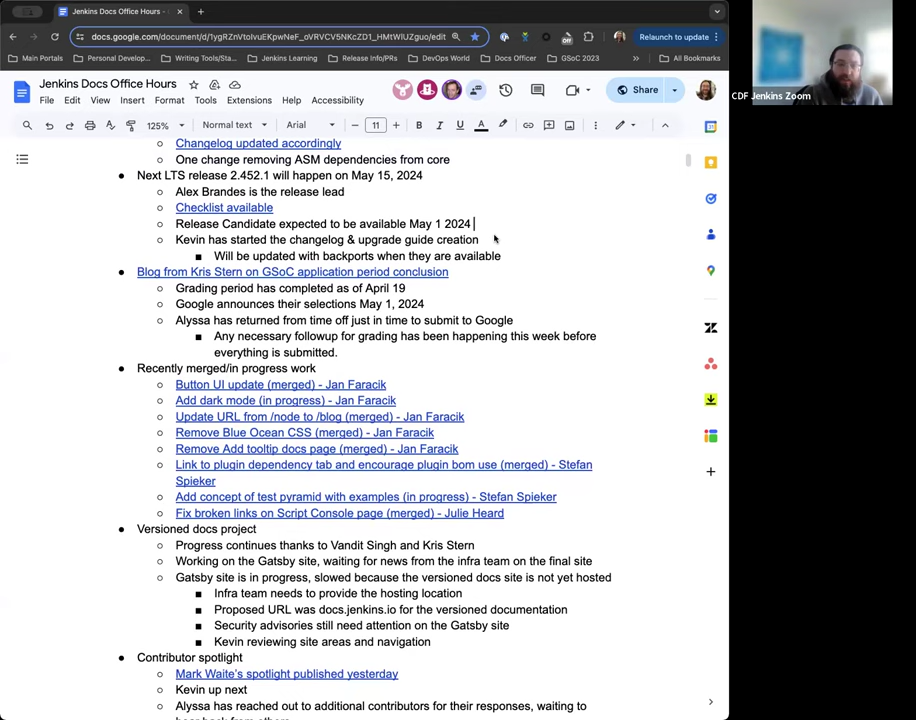 Jenkins Docs Office Hours
docs.google.com/document/d/1ygRZnVtolvuEKpwNeF_oVRVCV5NKcZD1_HMtWlUZguo/edit
Relaunch to update
Main Portals
Personal Develop...
Writing Tools/Sta...
Jenkins Learning
Release Info/PRs
DevOps World
Docs Officer
GSoC 2023
All Bookmarks
Jenkins Docs Office Hours
File Edit View Insert Format Tools Extensions Help Accessibility
Share
125% Normal text Arial 11
Changelog updated accordingly
One change removing ASM dependencies from core
Next LTS release 2.452.1 will happen on May 15, 2024
Alex Brandes is the release lead
Checklist available
Release Candidate expected to be available May 1 2024
Kevin has started the changelog & upgrade guide creation
Will be updated with backports when they are available
Blog from Kris Stern on GSoC application period conclusion
Grading period has completed as of April 19
Google announces their selections May 1, 2024
Alyssa has returned from time off just in time to submit to Google
Any necessary followup for grading has been happening this week before
everything is submitted.
Recently merged/in progress work
Button UI update (merged) - Jan Faracik
Add dark mode (in progress) - Jan Faracik
Update URL from /node to /blog (merged) - Jan Faracik
Remove Blue Ocean CSS (merged) - Jan Faracik
Remove Add tooltip docs page (merged) - Jan Faracik
Link to plugin dependency tab and encourage plugin bom use (merged) - Stefan
Spieker
Add concept of test pyramid with examples (in progress) - Stefan Spieker
Fix broken links on Script Console page (merged) - Julie Heard
Versioned docs project
Progress continues thanks to Vandit Singh and Kris Stern
Working on the Gatsby site, waiting for news from the infra team on the final site
Gatsby site is in progress, slowed because the versioned docs site is not yet hosted
Infra team needs to provide the hosting location
Proposed URL was docs.jenkins.io for the versioned documentation
Security advisories still need attention on the Gatsby site
Kevin reviewing site areas and navigation
Contributor spotlight
Mark Waite's spotlight published yesterday
Kevin up next
Alyssa has reached out to additional contributors for their responses, waiting to
CDF Jenkins Zoom